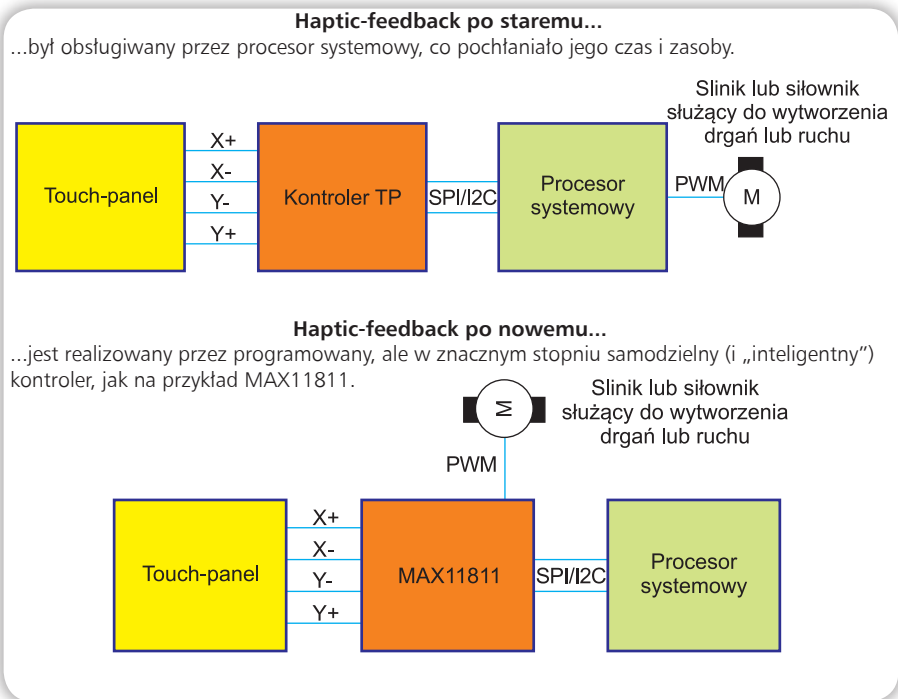 Haptic-feedback po staremu...
...był obsługiwany przez procesor systemowy, co pochłaniało jego czas i zasoby.
Slinik lub siłownik
służący do wytworzenia
drgań lub ruchu
Touch-panel
X+
X-
Y-
Y+
Kontroler TP
SPI/I2C
Procesor
systemowy
PWM
M
Haptic-feedback po nowemu...
...jest realizowany przez programowany, ale w znacznym stopniu samodzielny (i „inteligentny”)
kontroler, jak na przykład MAX11811.
M
Slinik lub siłownik
służący do wytworzenia
drgań lub ruchu
PWM
Touch-panel
X+
X-
Y-
Y+
MAX11811
SPI/I2C
Procesor
systemowy